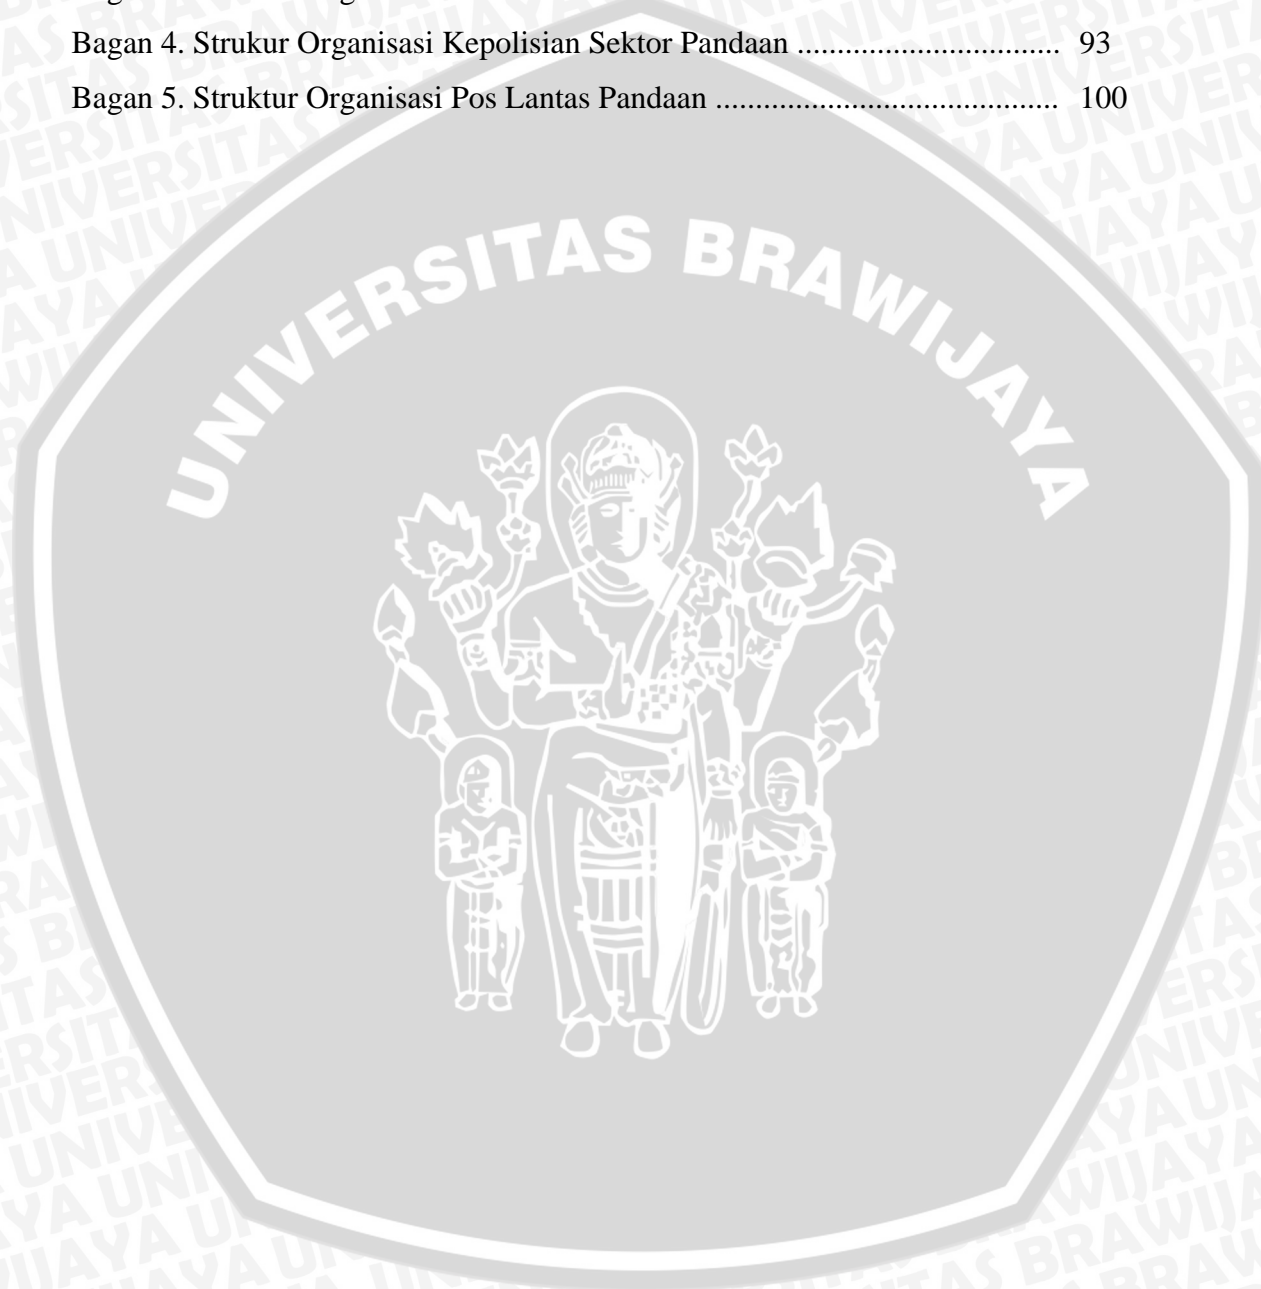 Bagan 4. Strukur Organisasi Kepolisian Sektor Pandaan ................................ 93
Bagan 5. Struktur Organisasi Pos Lantas Pandaan .......................................... 100
UNIVERSITAS BRAWIJAYA